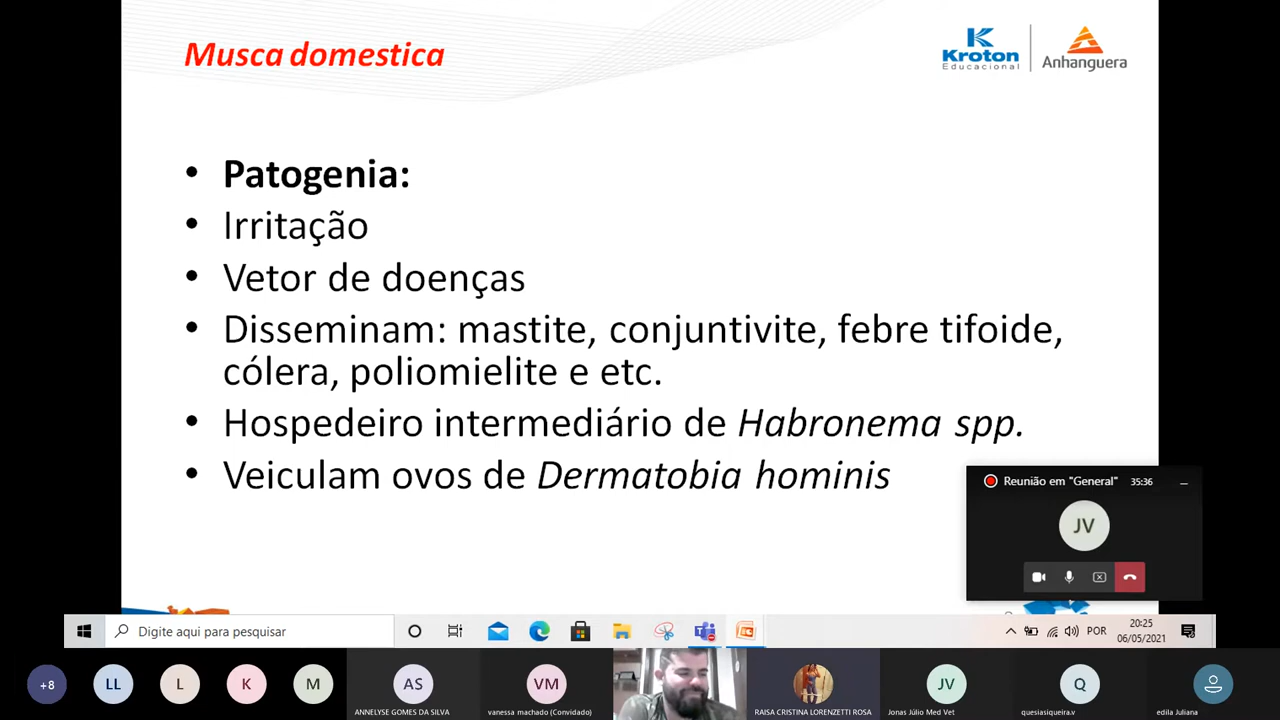 Musca domestica
K
Kroton
Educacional
Anhanguera
• Patogenia:
• Irritação
• Vetor de doenças
• Disseminam: mastite, conjuntivite, febre tifoide,
cólera, poliomielite e etc.
• Hospedeiro intermediário de Habronema spp.
• Veiculam ovos de Dermatobia hominis
Reunião em "General" 35:36
JV
Digite aqui para pesquisar
POR
20:25
06/05/2021
+8
LL
L
K
M
AS
ANNELYSE GOMES DA SILVA
VM
vanessa machado (Convidado)
RAISA CRISTINA LORENZETTI ROSA
JV
Jonas Júlio Med Vet
Q
quesiasiqueira.v
edila Juliana